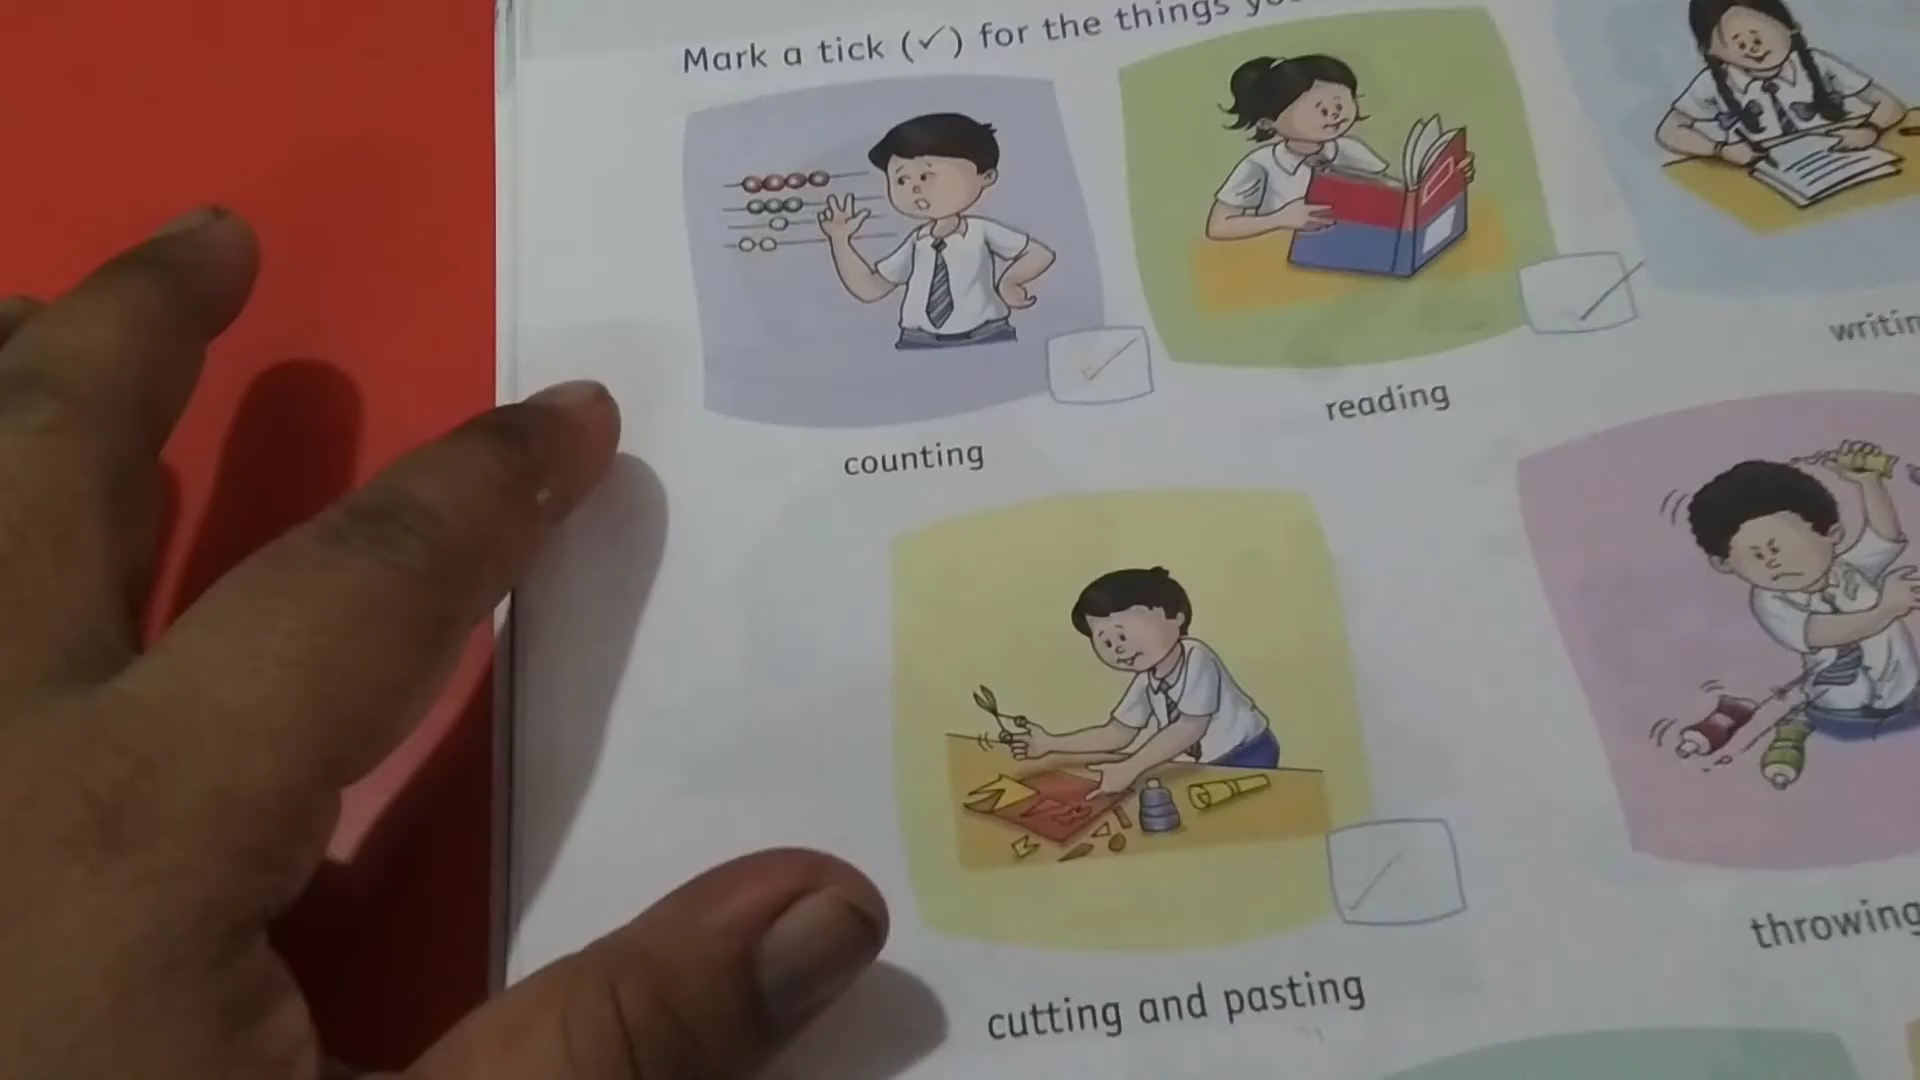 Mark a tick (✓) for the things
counting
reading
cutting and pasting
throwing